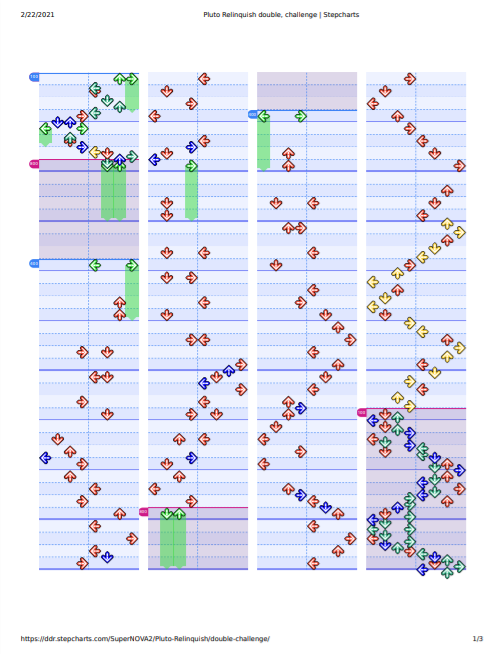 2/22/2021
Pluto Relinquish double, challenge | Stepcharts
https://ddr.stepcharts.com/SuperNOVA2/Pluto-Relinquish/double-challenge/
1/3